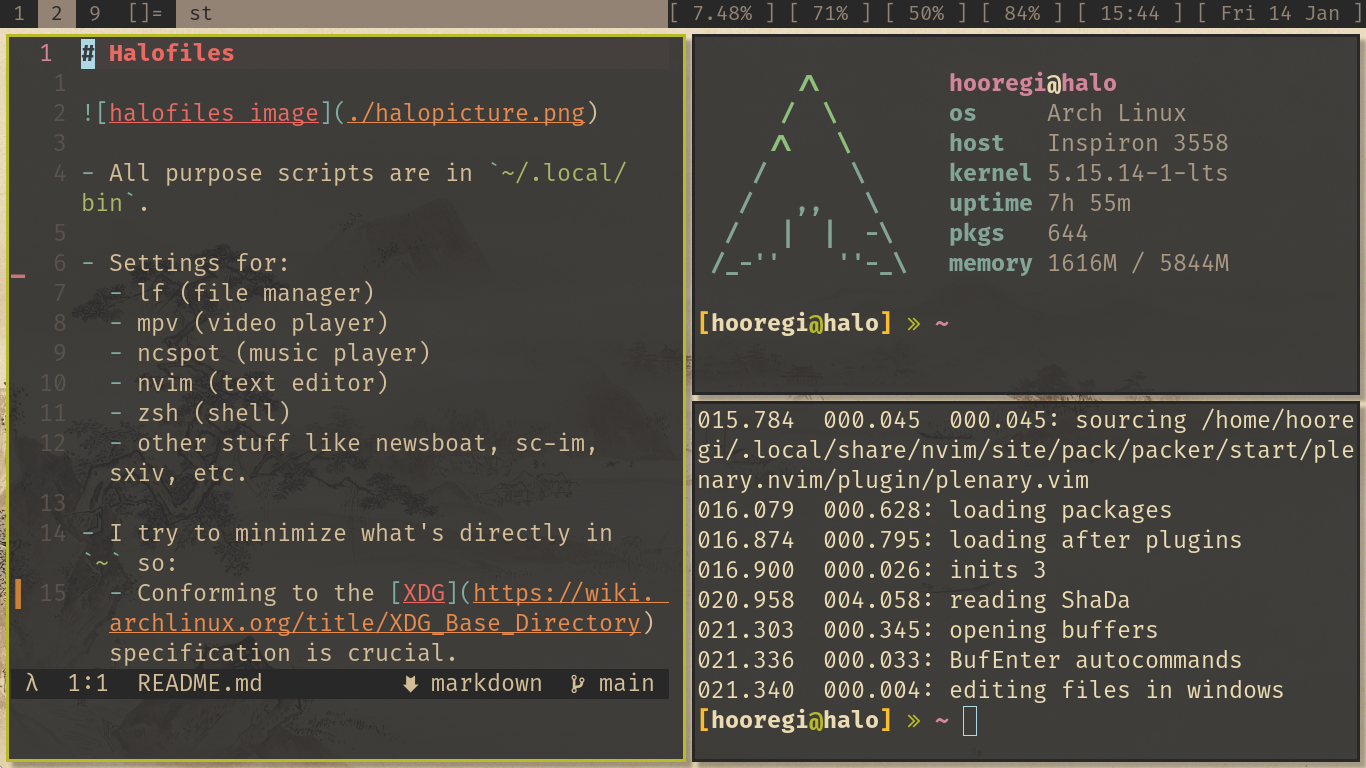 1 2 9 []= st [ 7.48% ] [ 71% ] [ 50% ] [ 84% ] [ 15:44 ] [ Fri 14 Jan ]
1 # Halofiles
1
2 ![halofiles image](./halopicture.png)
3
4 - All purpose scripts are in `~/.local/
bin`.
5
6 - Settings for:
7 - lf (file manager)
8 - mpv (video player)
9 - ncspot (music player)
10 - nvim (text editor)
11 - zsh (shell)
12 - other stuff like newsboat, sc-im,
sxiv, etc.
13
14 - I try to minimize what's directly in
`~` so:
15 - Conforming to the [XDG](https://wiki.
archlinux.org/title/XDG_Base_Directory)
specification is crucial.
λ 1:1 README.md markdown main
hooregi@halo
os Arch Linux
host Inspiron 3558
kernel 5.15.14-1-lts
uptime 7h 55m
pkgs 644
memory 1616M / 5844M
[hooregi@halo] » ~
015.784 000.045 000.045: sourcing /home/hoore
gi/.local/share/nvim/site/pack/packer/start/ple
nary.nvim/plugin/plenary.vim
016.079 000.628: loading packages
016.874 000.795: loading after plugins
016.900 000.026: inits 3
020.958 004.058: reading ShaDa
021.303 000.345: opening buffers
021.336 000.033: BufEnter autocommands
021.340 000.004: editing files in windows
[hooregi@halo] » ~